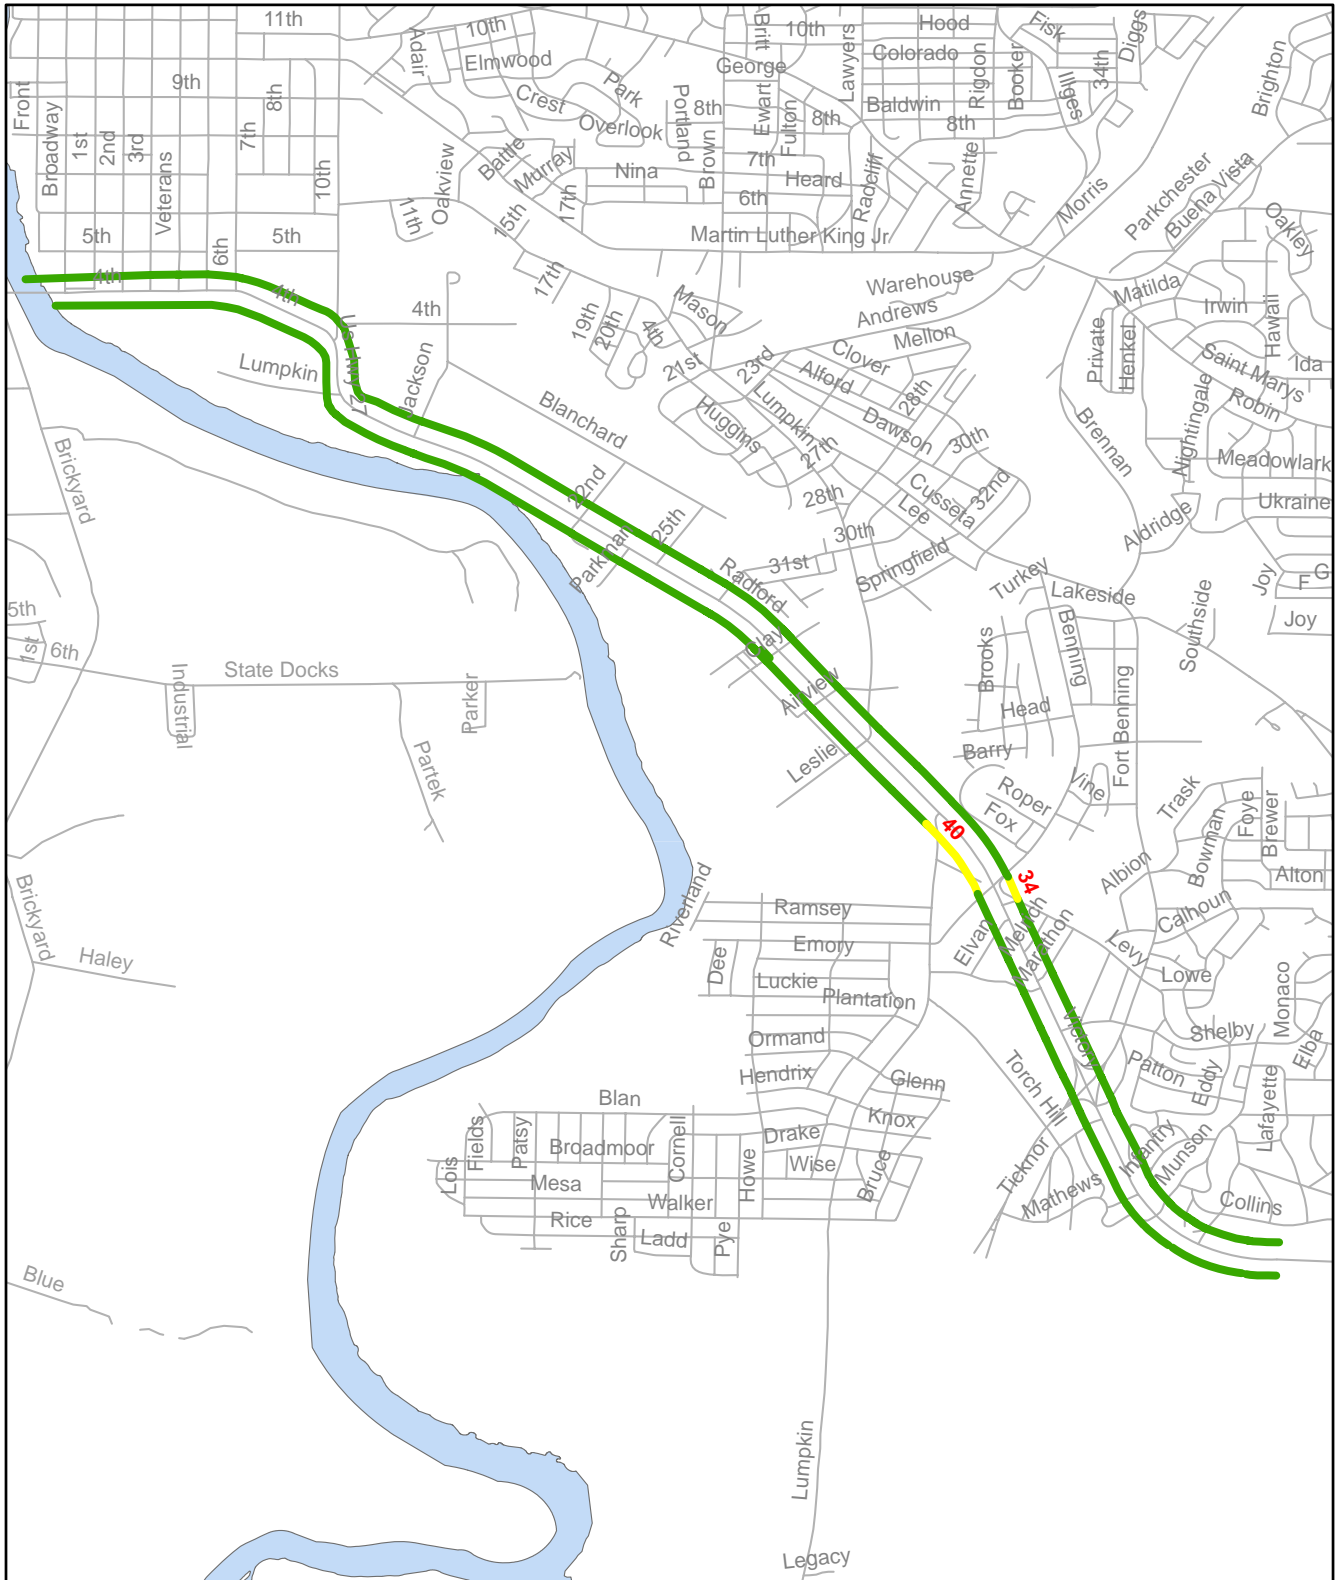 11th
10th
Britt
10th
Hood
Fisk
Diggs
Adair
Elmwood
George
Lawyers
Colorado
Rigdon
Booker
34th
Brighton
Front
9th
8th
Crest
Park
Portland
8th
Ewart
Fulton
8th
Baldwin
8th
Ilges
Broadway
1st
2nd
3rd
7th
Overlook
Brown
7th
Veterans
10th
Oakview
Battle
Murray
Nina
6th
Heard
Radcliff
Annette
Morris
Parkchester
Buena Vista
17th
15th
11th
5th
6th
5th
Martin Luther King Jr
Oakley
4th
4th
17th
Warehouse
Matilda
4th
Us Hwy 27
19th
20th
4th
Mason
Andrews
Mellon
Irwin
Hawaii
Private
Henkel
Lumpkin
Jackson
21st
23rd
Clover
Alford
28th
Saint Marys
Ida
Robin
Blanchard
Huggins
Lumpkin
Dawson
30th
Brennan
Nightingale
Meadowlark
Brickyard
22nd
27th
28th
Cusseta
32nd
Lee
Ukraine
25th
30th
Aldridge
Parkman
Radford
31st
Springfield
Turkey
Lakeside
Joy
G
F
5th
1st
6th
Clay
Brooks
Benning
Southside
Joy
State Docks
Industrial
Parker
Airview
Head
Fort Benning
Partek
Leslie
Barry
Roper
Vine
Fox
Trask
Foye
Brewer
Bowman
40
34
Albion
Alton
Brickyard
Riverland
Ramsey
Calhoun
Haley
Emory
Elvan
Meloch
Marathon
Levy
Dee
Luckie
Plantation
Lowe
Monaco
Ormand
Victory
Shelby
Elba
Hendrix
Glenn
Torch Hill
Patton
Eddy
Lafayette
Blan
Knox
Fields
Patsy
Broadmoor
Cornell
Drake
Infantry
Munson
Lois
Mesa
Howe
Wise
Bruce
Ticknor
Mathews
Walker
Collins
Rice
Sharp
Ladd
Pye
Blue
Lumpkin
Legacy